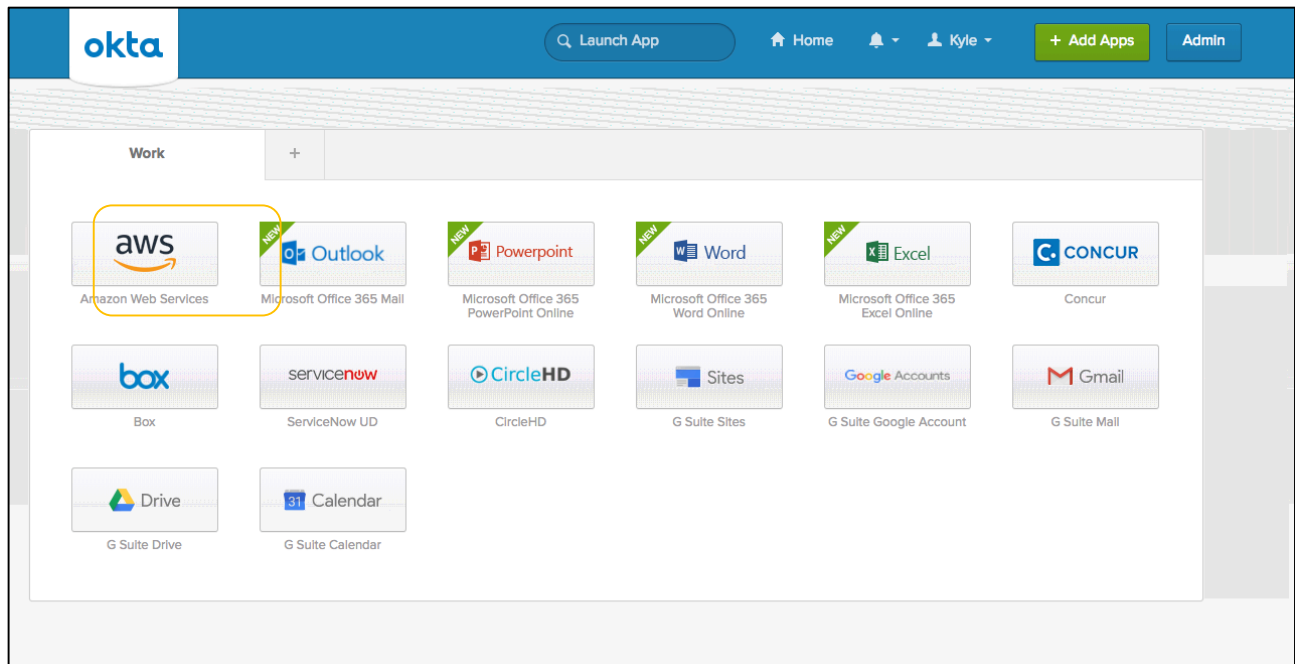 okta
Launch App
Home
Kyle
+ Add Apps
Admin
Work
+
aws
NEW
Outlook
NEW
Powerpoint
NEW
Word
NEW
Excel
C. CONCUR
Amazon Web Services
Microsoft Office 365 Mail
Microsoft Office 365
PowerPoint Online
Microsoft Office 365
Word Online
Microsoft Office 365
Excel Online
Concur
box
servicenow
CircleHD
Sites
Google Accounts
Gmail
Box
ServiceNow UD
CircleHD
G Suite Sites
G Suite Google Account
G Suite Mail
Drive
31 Calendar
G Suite Drive
G Suite Calendar